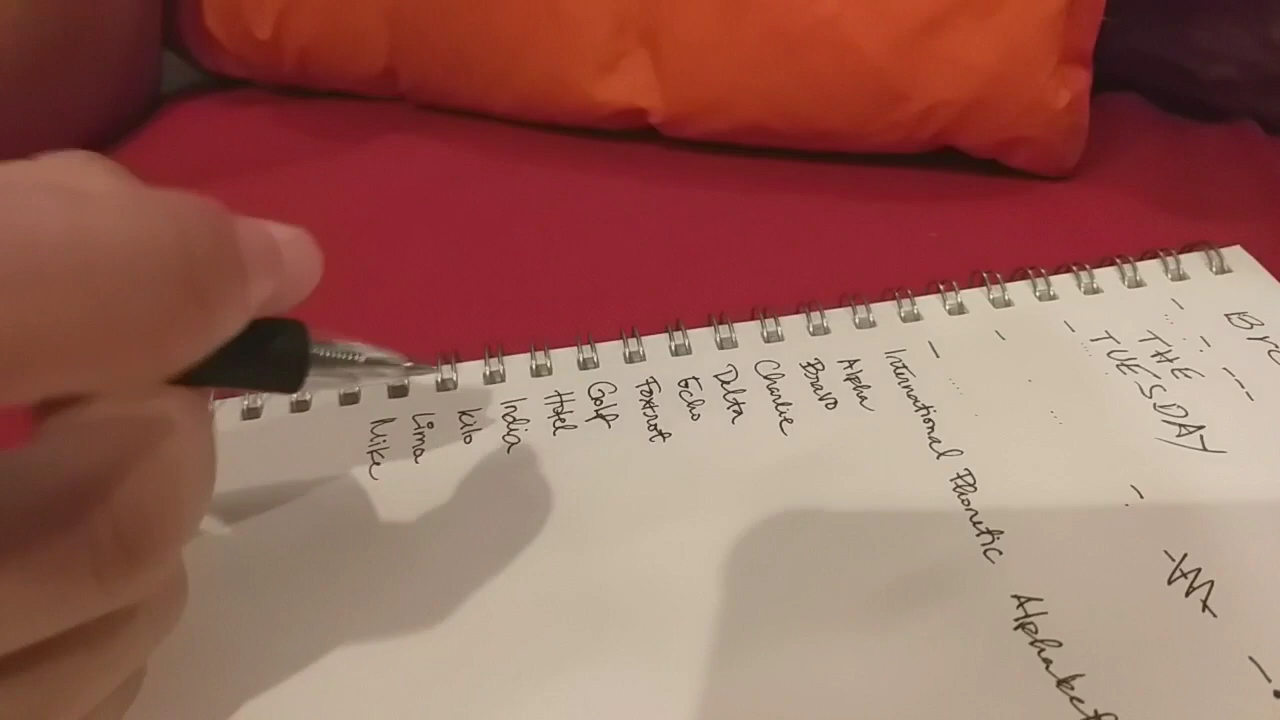 THE
TUESDAY
International Phonetic Alphabet
Alpha
Bravo
Charlie
Delta
Echo
Foxtrot
Golf
Hotel
India
Kilo
Lima
Mike